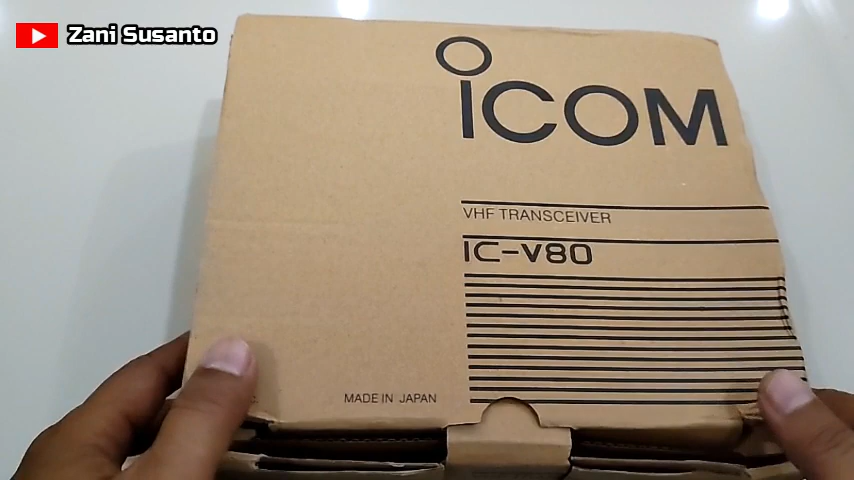 Zani Susanto
ICOM
VHF TRANSCEIVER
IC-V80
MADE IN JAPAN